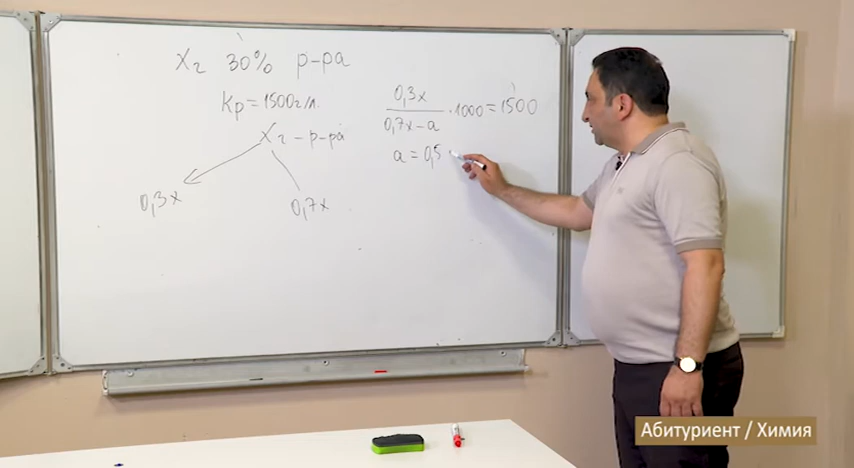 Xг 30% р-ра
Kр = 1500г/л.
Xг - р-ра
0,3x
0,7x
0,3x / 0,7x-a · 1000 = 1500
a = 0,5
Абитуриент / Химия